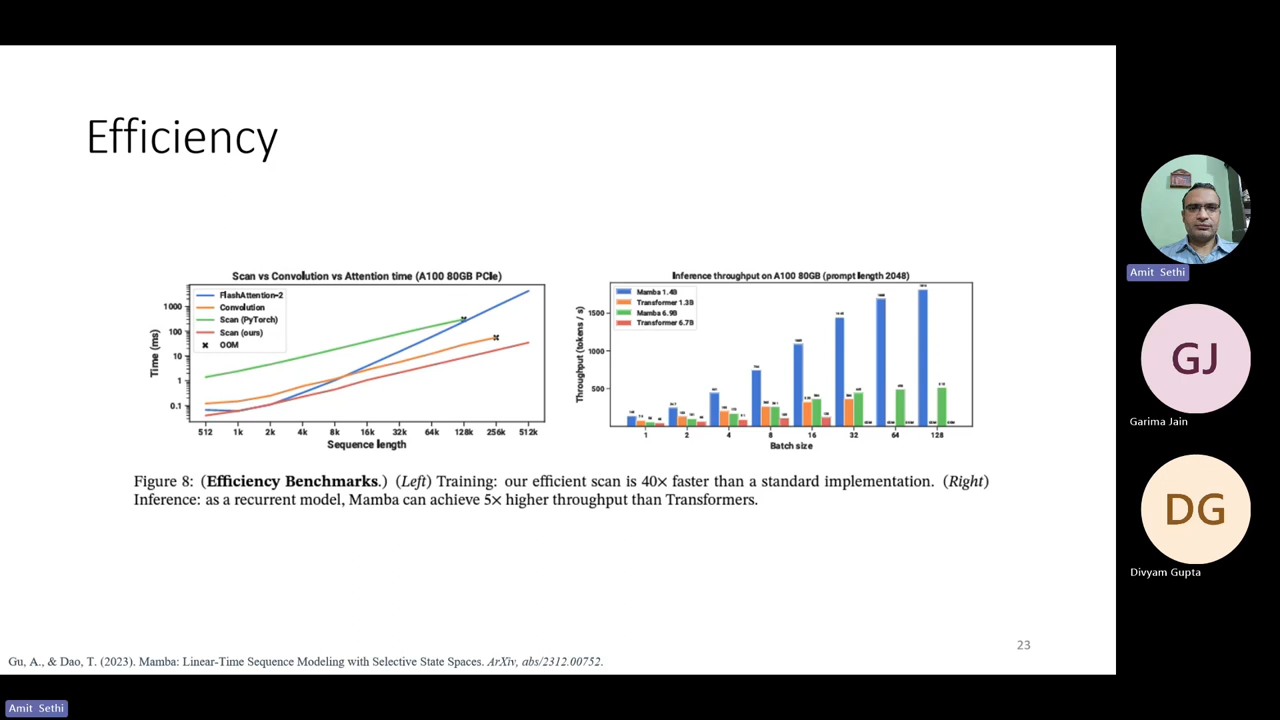 Efficiency
Scan vs Convolution vs Attention time (A100 80GB PCIe)
FlashAttention-2
Convolution
Scan (PyTorch)
Scan (ours)
OOM
Time (ms)
1000
100
10
1
0.1
512 1k 2k 4k 8k 16k 32k 64k 128k 256k 512k
Sequence length
Inference throughput on A100 80GB (prompt length 2048)
Mamba 1.4B
Transformer 1.3B
Mamba 6.9B
Transformer 6.7B
Throughput (tokens / s)
1500
1000
500
1 2 4 8 16 32 64 128
Batch size
Figure 8: (Efficiency Benchmarks.) (Left) Training: our efficient scan is 40× faster than a standard implementation. (Right)
Inference: as a recurrent model, Mamba can achieve 5× higher throughput than Transformers.
23
Gu, A., & Dao, T. (2023). Mamba: Linear-Time Sequence Modeling with Selective State Spaces. ArXiv, abs/2312.00752.
Amit Sethi
GJ
Garima Jain
DG
Divyam Gupta
Amit Sethi